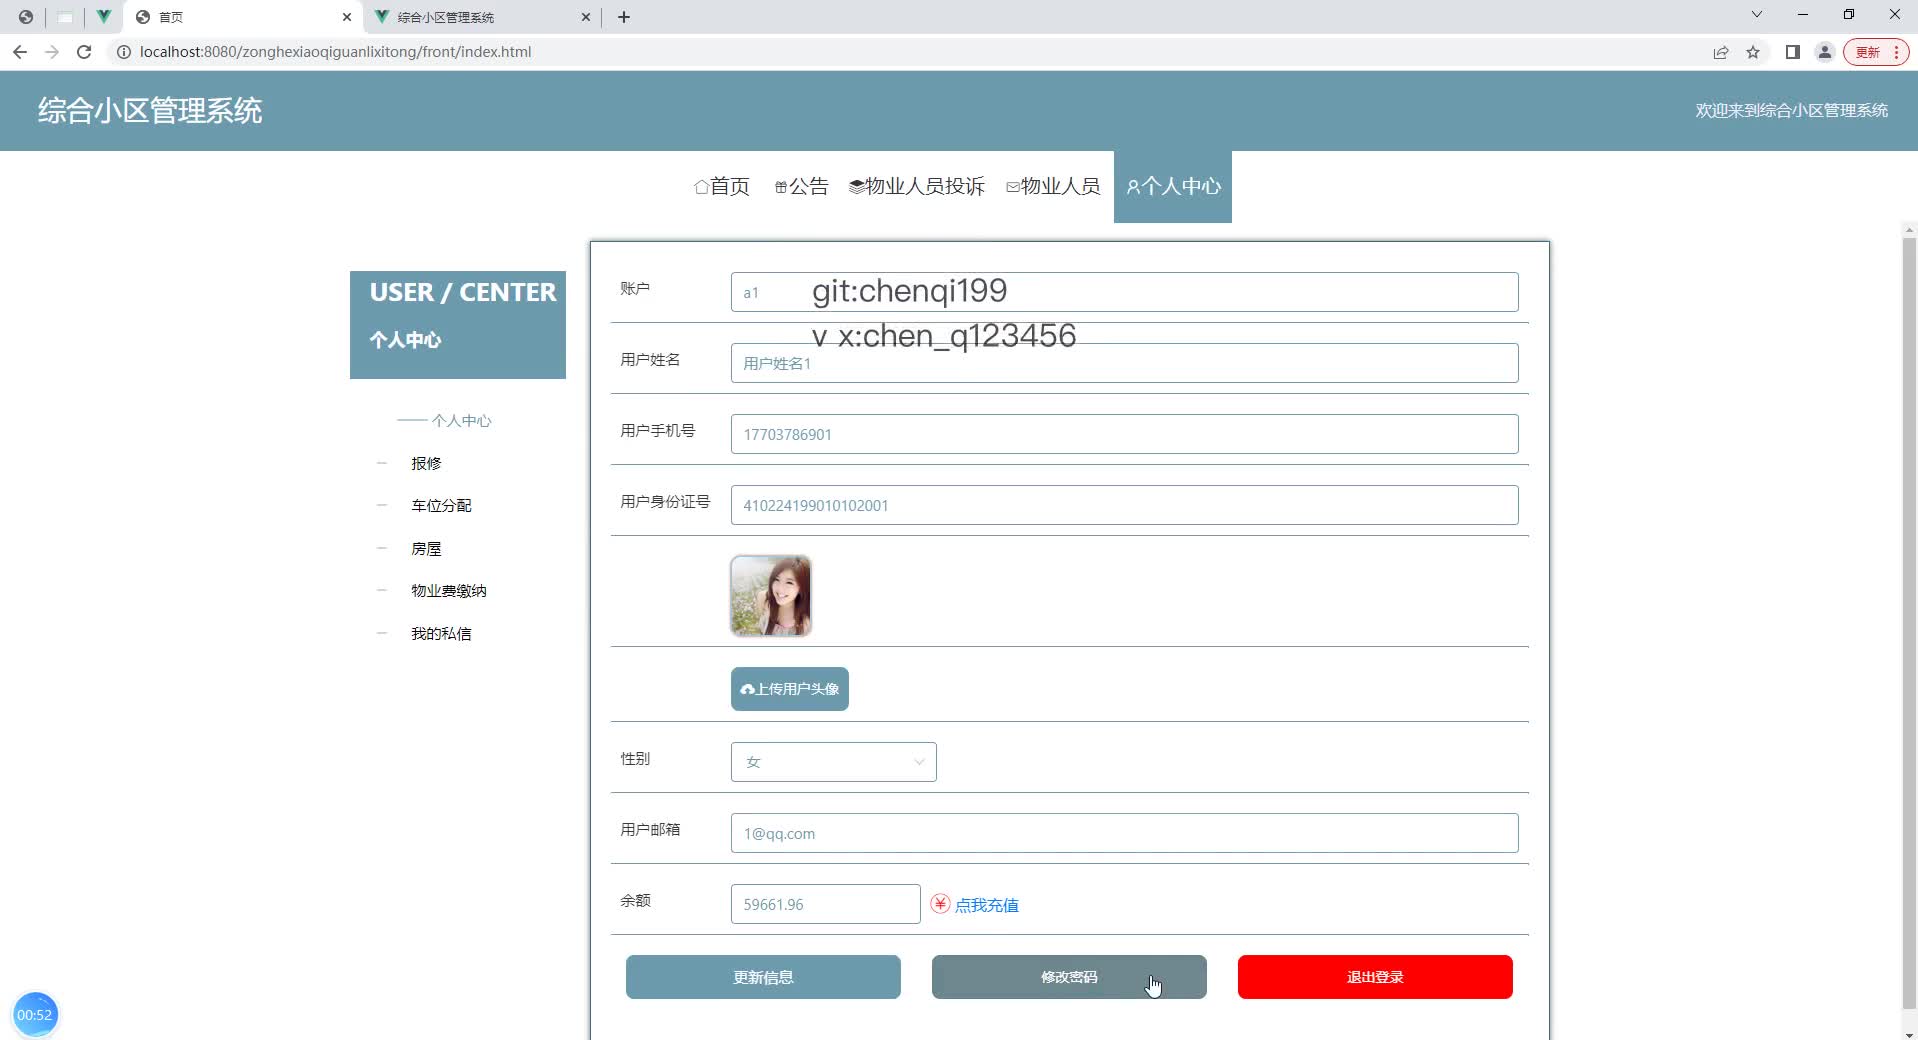 首页
综合小区管理系统
localhost:8080/zonghexiaoqiguanlixitong/front/index.html
更新
综合小区管理系统
欢迎来到综合小区管理系统
首页
公告
物业人员投诉
物业人员
个人中心
USER / CENTER
个人中心
个人中心
报修
车位分配
房屋
物业费缴纳
我的私信
账户
a1
git:chenqi199
v x:chen_q123456
用户姓名
用户姓名1
用户手机号
17703786901
用户身份证号
410224199010102001
上传用户头像
性别
女
用户邮箱
1@qq.com
余额
59661.96
点我充值
更新信息
修改密码
退出登录
00:52